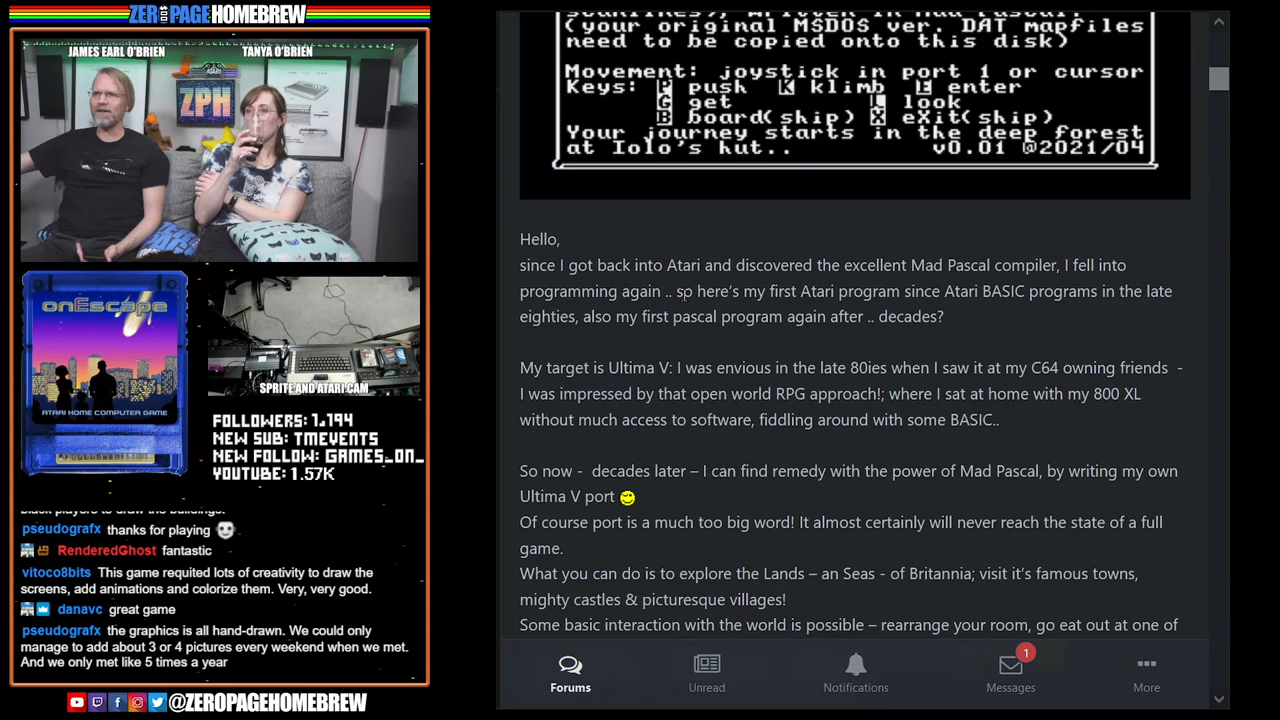 ZEROPAGEHOMEBREW
JAMES EARL O'BRIEN
TANYA O'BRIEN
ATARI
ZPH
onEscape
ATARI HOME COMPUTER GAME
SPRITE AND ATARI CAM
FOLLOWERS: 1,194
NEW SUB: TMEVENTS
NEW FOLLOW: GAMES_ON_
YOUTUBE: 1.57K
black players to draw the buildings.
pseudografx thanks for playing
RenderedGhost fantastic
vitoco8bits This game requited lots of creativity to draw the
screens, add animations and colorize them. Very, very good.
danavc great game
pseudografx the graphics is all hand-drawn. We could only
manage to add about 3 or 4 pictures every weekend when we met.
And we only met like 5 times a year
@ZEROPAGEHOMEBREW
(your original MSDOS ver. DAT mapfiles
need to be copied onto this disk)
Movement: joystick in port 1 or cursor
Keys: P push K klimb E enter
G get L look
B board(ship) X eXit(ship)
Your journey starts in the deep forest
at Iolo's hut.. v0.01 @2021/04
Hello,
since I got back into Atari and discovered the excellent Mad Pascal compiler, I fell into
programming again .. so here's my first Atari program since Atari BASIC programs in the late
eighties, also my first pascal program again after .. decades?
My target is Ultima V: I was envious in the late 80ies when I saw it at my C64 owning friends -
I was impressed by that open world RPG approach!; where I sat at home with my 800 XL
without much access to software, fiddling around with some BASIC..
So now - decades later – I can find remedy with the power of Mad Pascal, by writing my own
Ultima V port
Of course port is a much too big word! It almost certainly will never reach the state of a full
game.
What you can do is to explore the Lands – an Seas - of Britannia; visit it's famous towns,
mighty castles & picturesque villages!
Some basic interaction with the world is possible – rearrange your room, go eat out at one of
1
Forums Unread Notifications Messages More